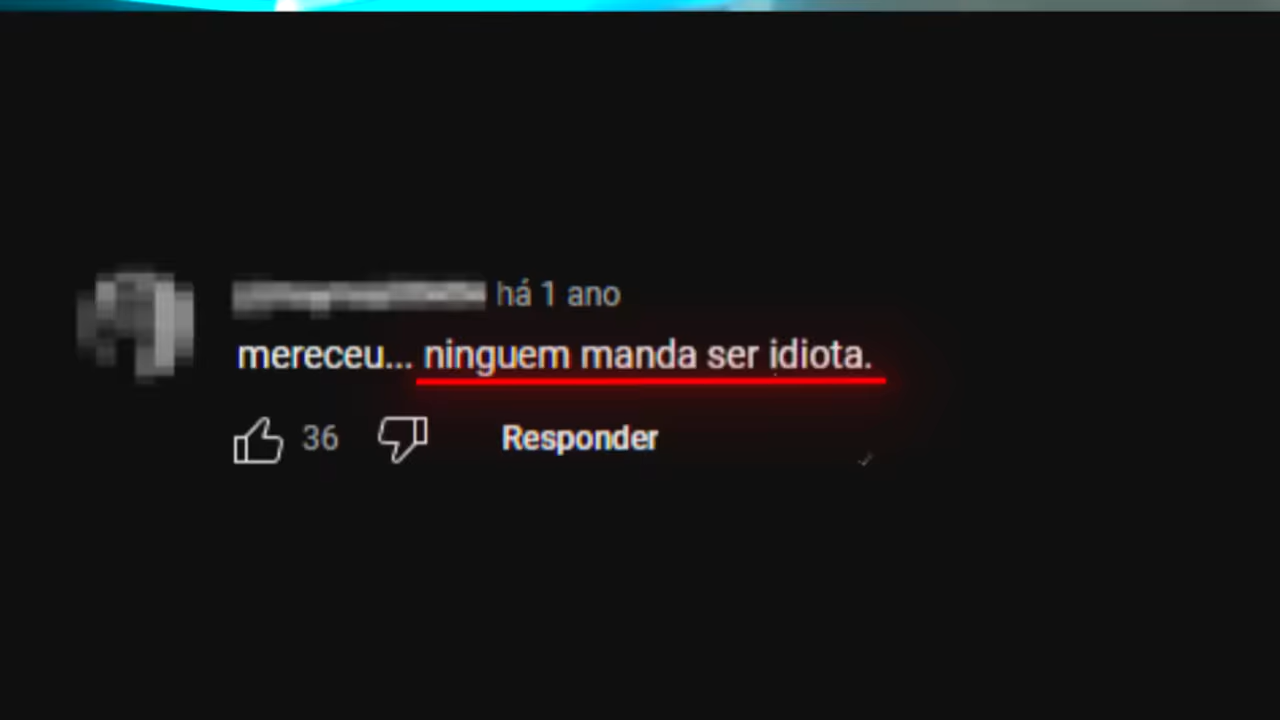 há 1 ano
mereceu... ninguem manda ser idiota.
36 Responder